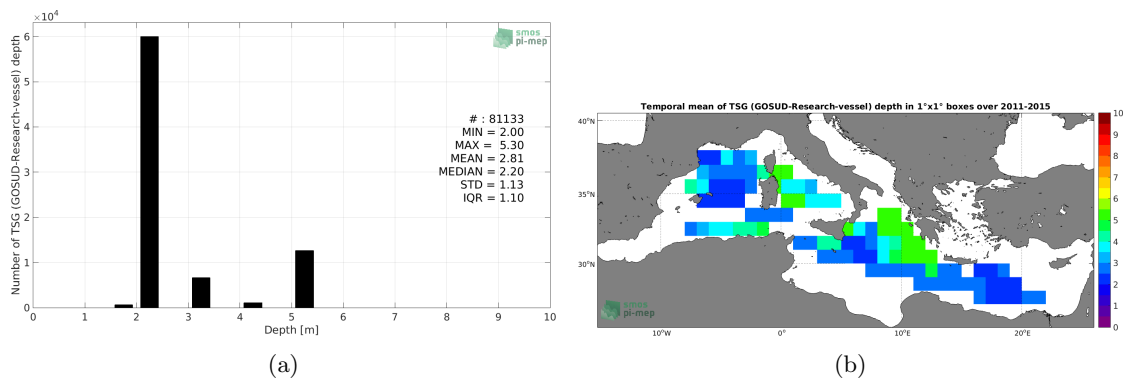 ×10⁴
6
5
4
3
2
1
0
Number of TSG (GOSUD-Research-vessel) depth
smos
pi-mep
# : 81133
MIN = 2.00
MAX = 5.30
MEAN = 2.81
MEDIAN = 2.20
STD = 1.13
IQR = 1.10
0 1 2 3 4 5 6 7 8 9 10
Depth [m]
(a)
Temporal mean of TSG (GOSUD-Research-vessel) depth in 1°x1° boxes over 2011-2015
40°N
35°N
30°N
10°W 0° 10°E 20°E
smos
pi-mep
10
9
8
7
6
5
4
3
2
1
0
(b)